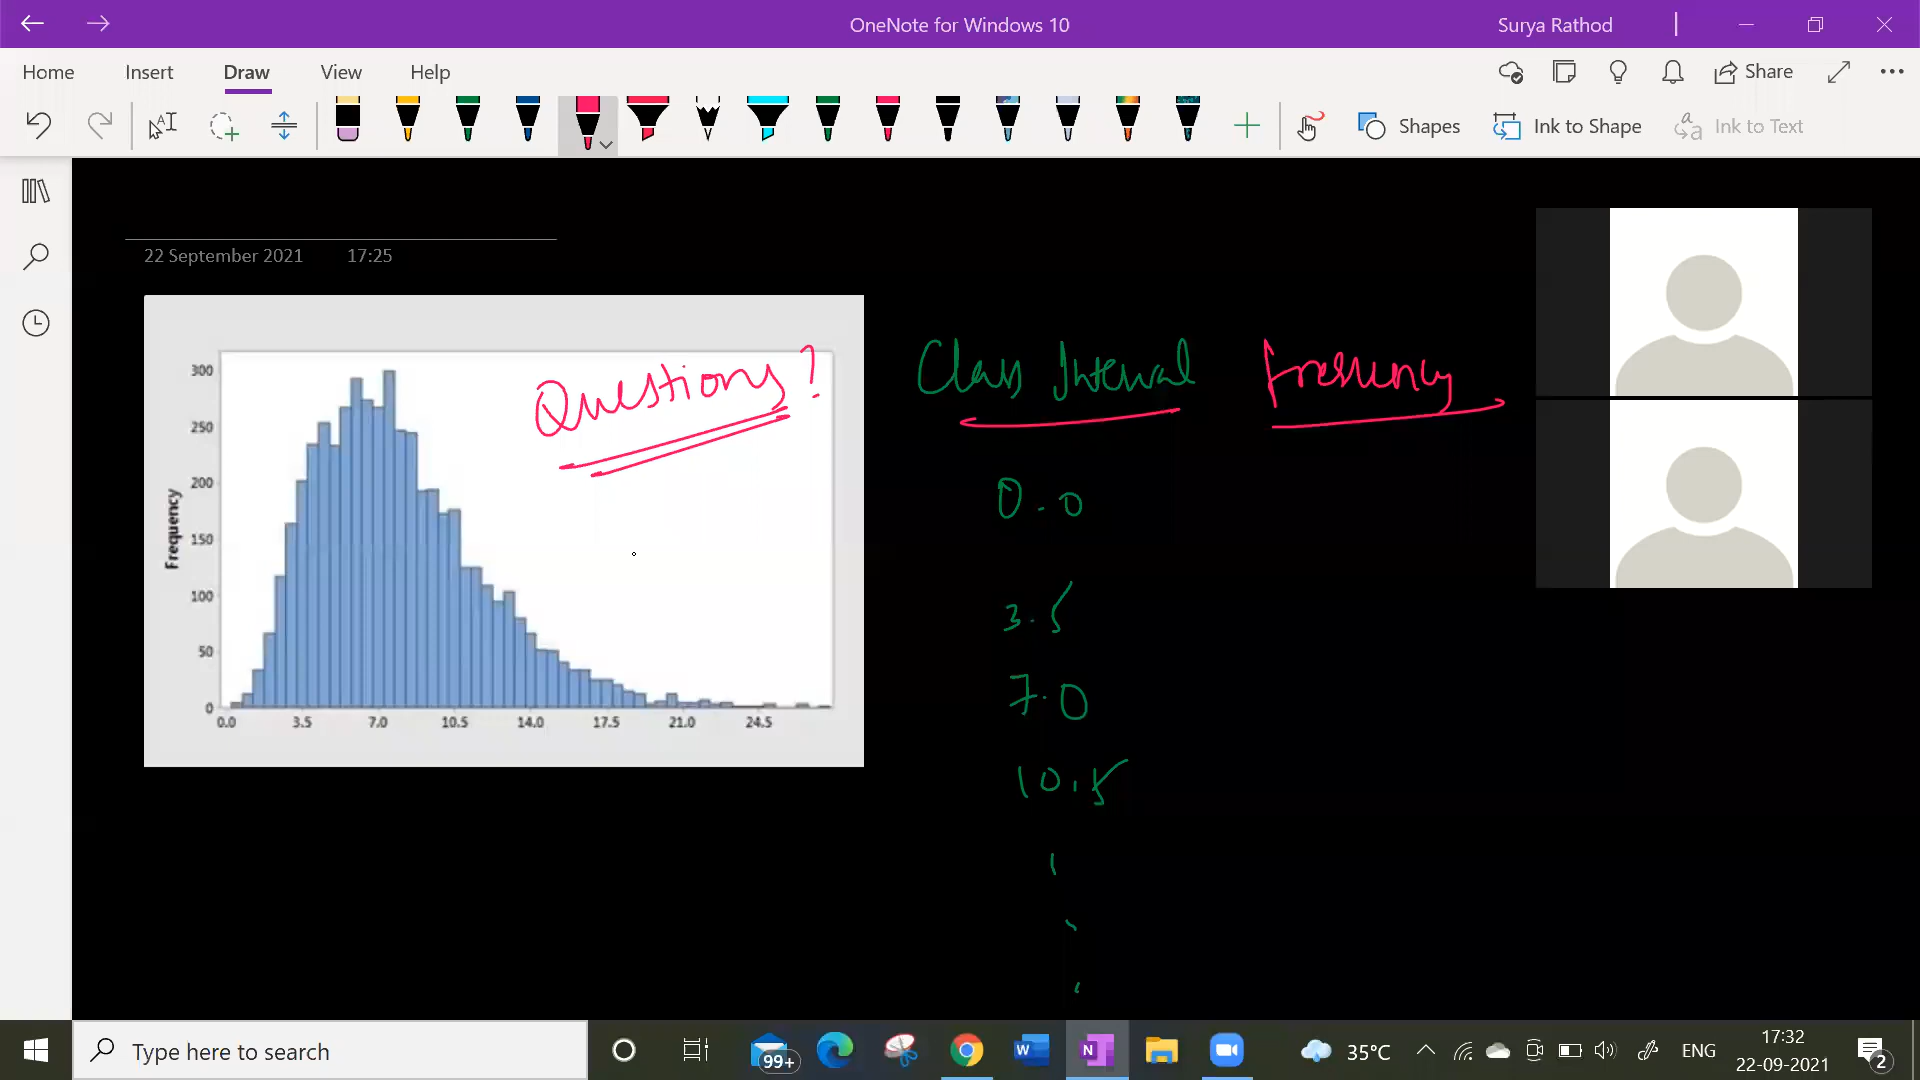 OneNote for Windows 10
Surya Rathod
Home Insert Draw View Help
Share
Shapes
Ink to Shape
Ink to Text
22 September 2021 17:25
Questions?
Class Interval Frequency
300
250
200
150
100
50
0
Frequency
0.0 3.5 7.0 10.5 14.0 17.5 21.0 24.5
0.0
3.5
7.0
10.5
Type here to search
99+
35°C
ENG
17:32
22-09-2021
2